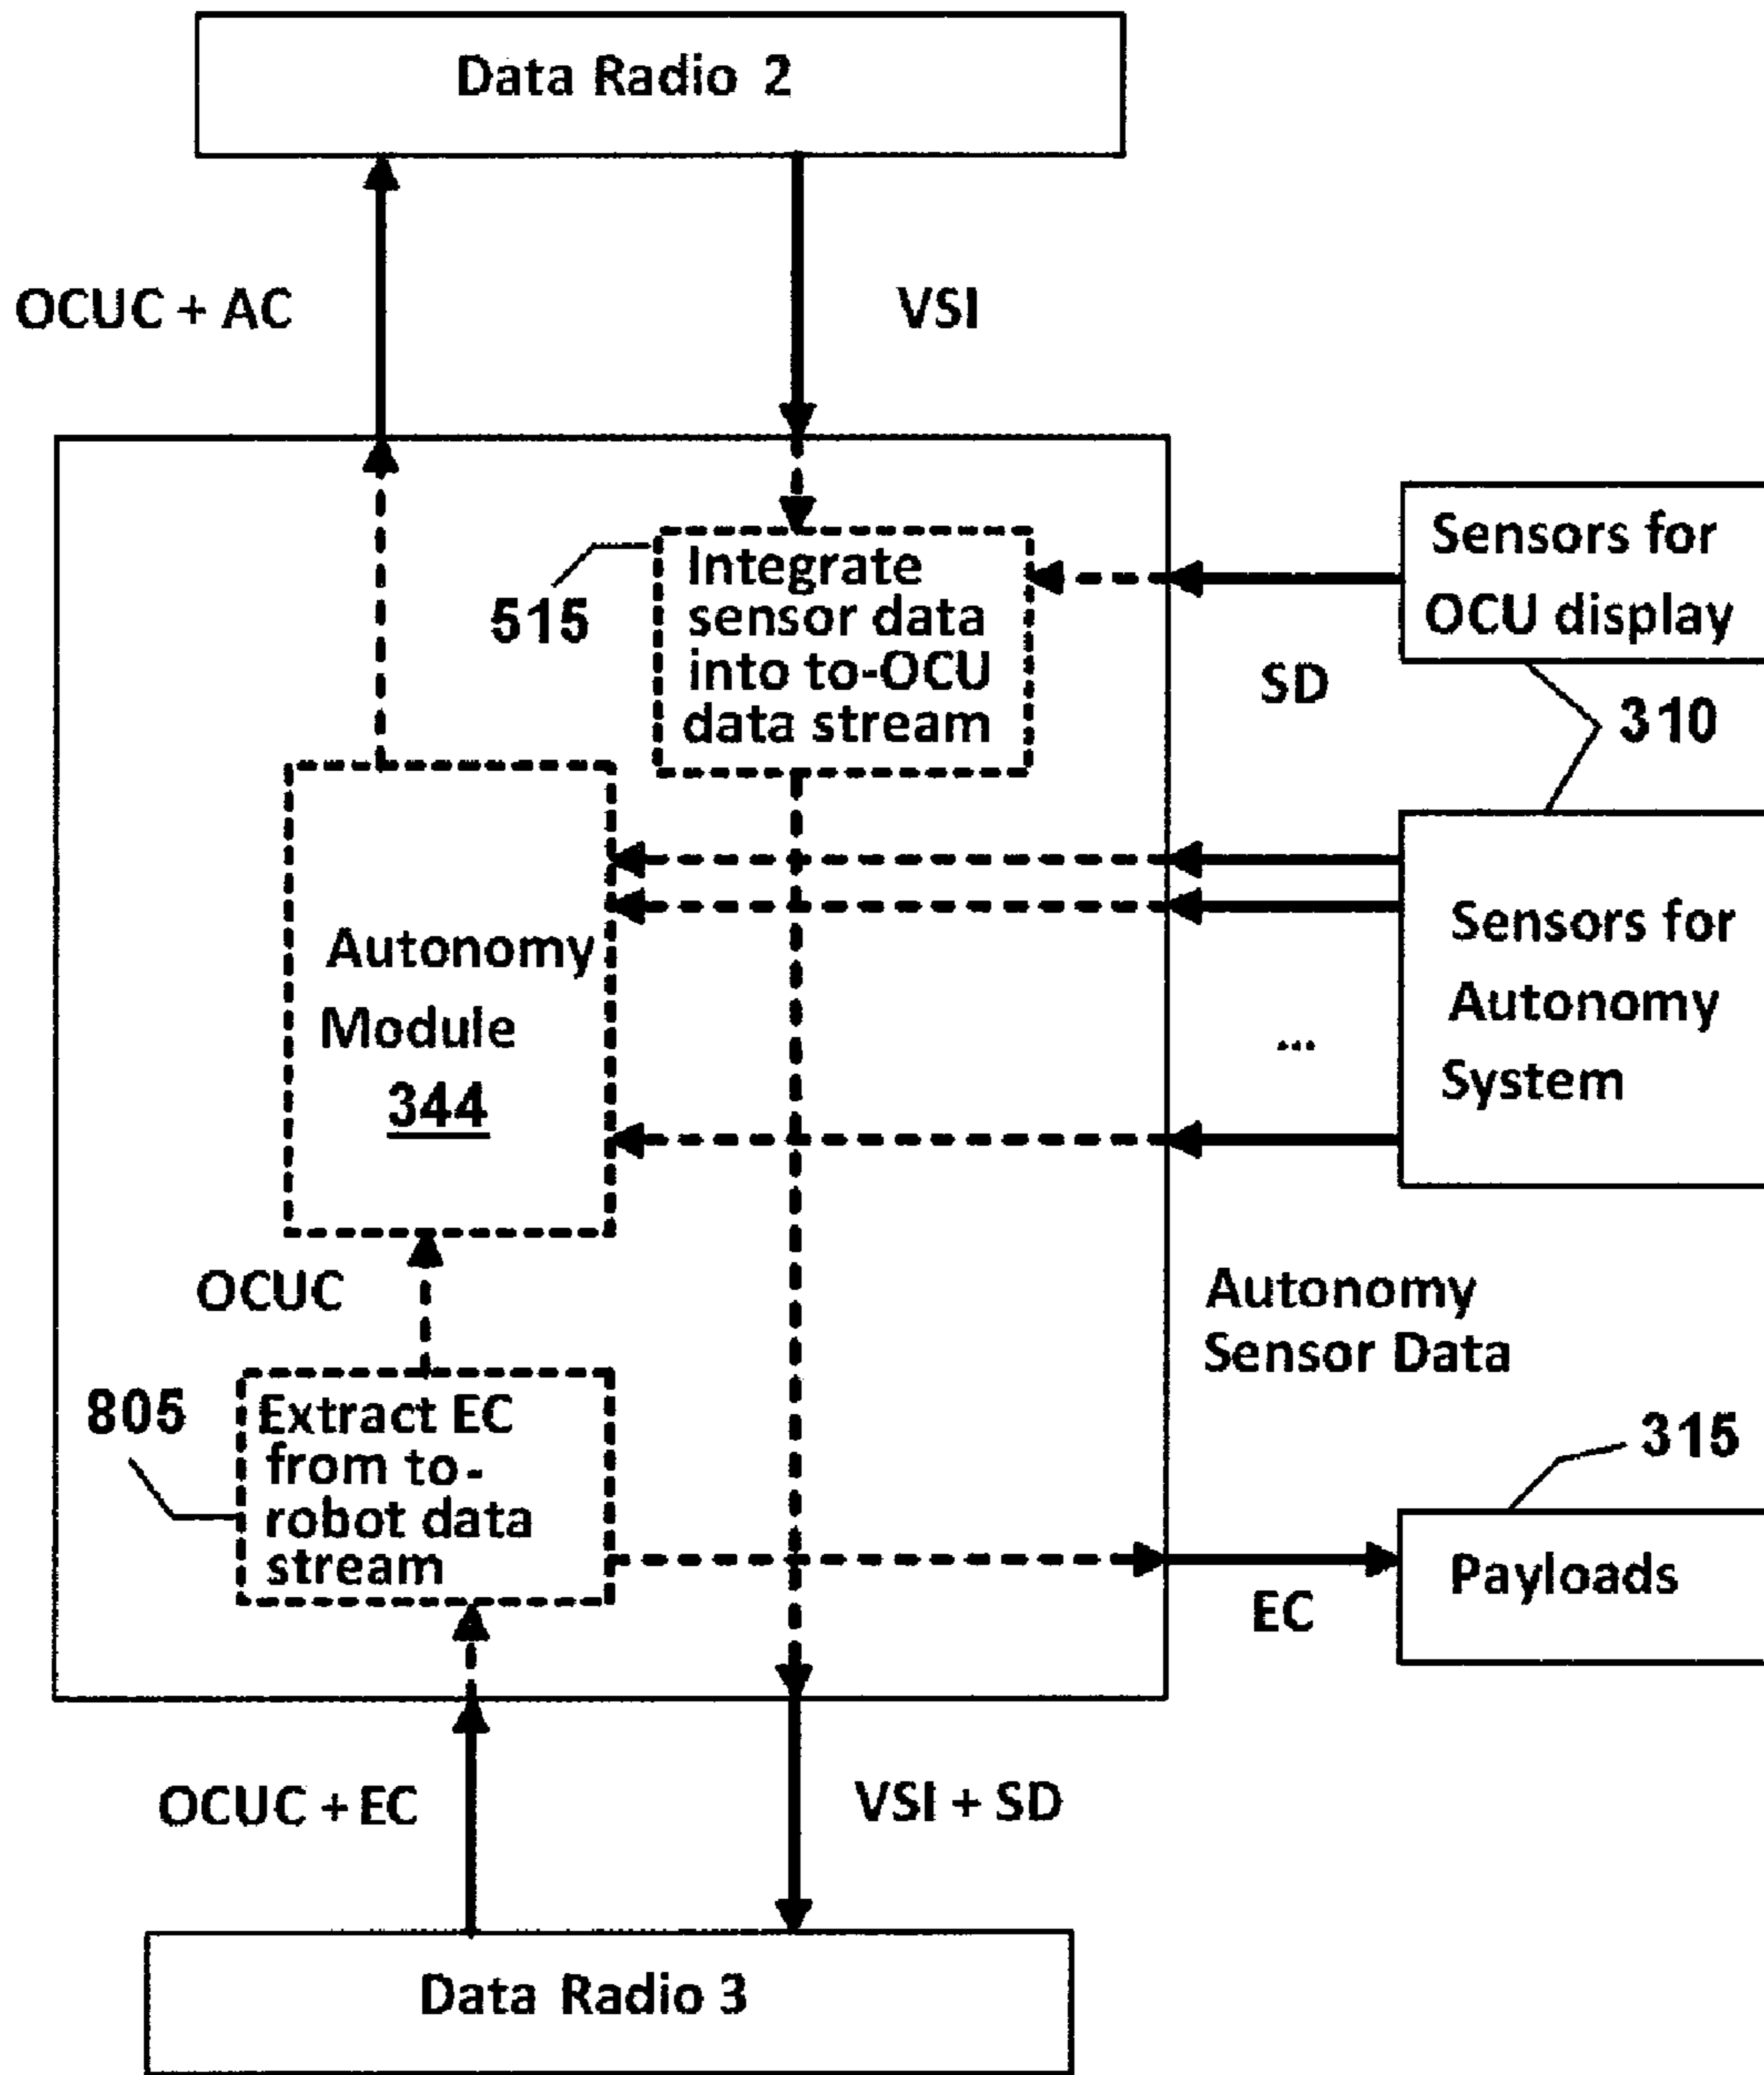 Data Radio 2
OCUC + AC
VSI
Sensors for
OCU display
515
Integrate
sensor data
into to-OCU
data stream
SD
310
Autonomy
Module
344
Sensors for
Autonomy
System
...
OCUC
Autonomy
Sensor Data
805
Extract EC
from to-
robot data
stream
315
Payloads
EC
OCUC + EC
VSI + SD
Data Radio 3